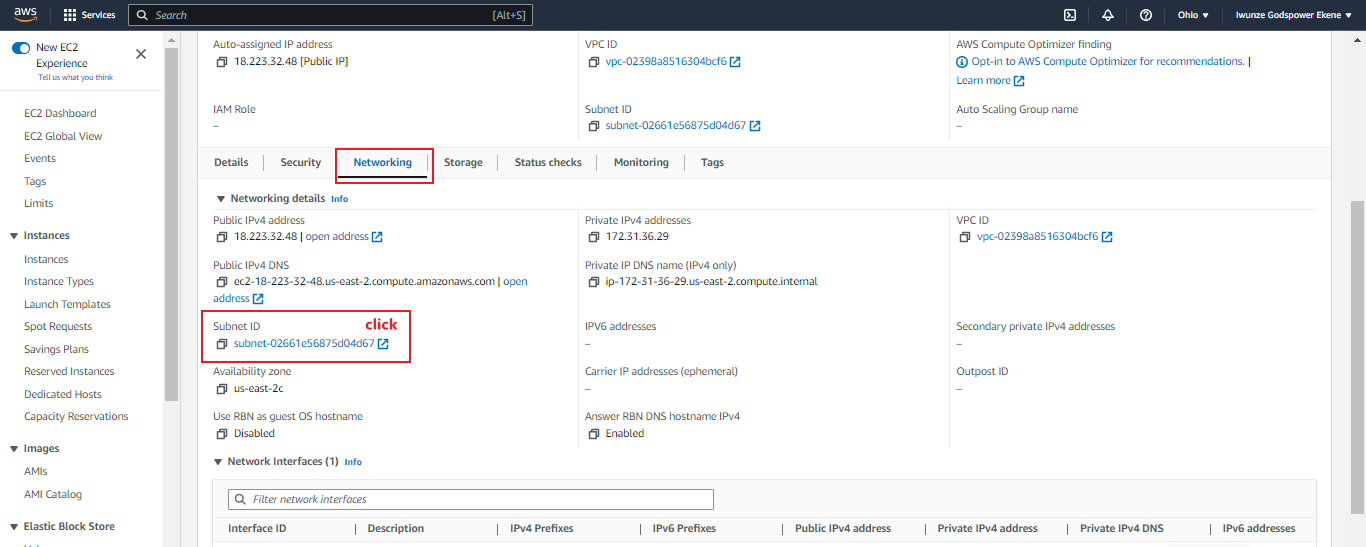 aws
Services
Search
[Alt+S]
Ohio
Iwunze Godspower Ekene
New EC2
Experience
Tell us what you think
EC2 Dashboard
EC2 Global View
Events
Tags
Limits
Instances
Instances
Instance Types
Launch Templates
Spot Requests
Savings Plans
Reserved Instances
Dedicated Hosts
Capacity Reservations
Images
AMIs
AMI Catalog
Elastic Block Store
Auto-assigned IP address
18.223.32.48 [Public IP]
VPC ID
vpc-02398a8516304bcf6
AWS Compute Optimizer finding
Opt-in to AWS Compute Optimizer for recommendations. |
Learn more
IAM Role
–
Subnet ID
subnet-02661e56875d04d67
Auto Scaling Group name
–
Details
Security
Networking
Storage
Status checks
Monitoring
Tags
Networking details Info
Public IPv4 address
18.223.32.48 | open address
Private IPv4 addresses
172.31.36.29
VPC ID
vpc-02398a8516304bcf6
Public IPv4 DNS
ec2-18-223-32-48.us-east-2.compute.amazonaws.com | open
address
Private IP DNS name (IPv4 only)
ip-172-31-36-29.us-east-2.compute.internal
Subnet ID
click
subnet-02661e56875d04d67
IPV6 addresses
–
Secondary private IPv4 addresses
–
Availability zone
us-east-2c
Carrier IP addresses (ephemeral)
–
Outpost ID
–
Use RBN as guest OS hostname
Disabled
Answer RBN DNS hostname IPv4
Enabled
Network Interfaces (1) Info
Filter network interfaces
Interface ID
Description
IPv4 Prefixes
IPv6 Prefixes
Public IPv4 address
Private IPv4 address
Private IPv4 DNS
IPv6 addresses